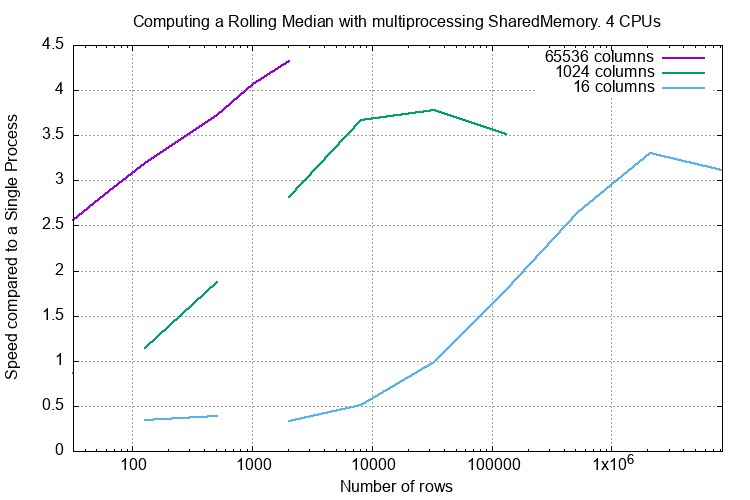 Computing a Rolling Median with multiprocessing SharedMemory. 4 CPUs
65536 columns
1024 columns
16 columns
Speed compared to a Single Process
4.5
4
3.5
3
2.5
2
1.5
1
0.5
0
100 1000 10000 100000 1x10^6
Number of rows